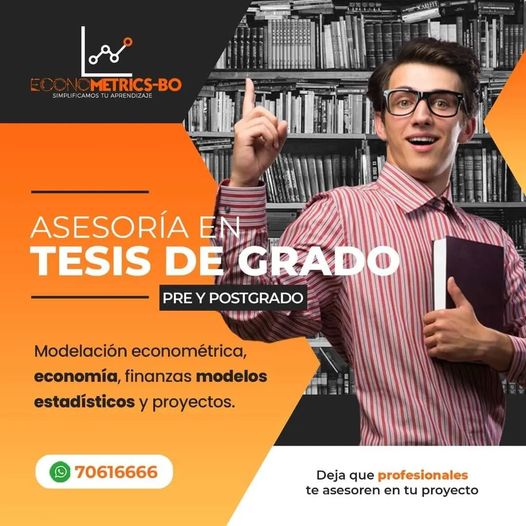 ECONOMETRICS-BO
SIMPLIFICAMOS TU APRENDIZAJE
ASESORÍA EN
TESIS DE GRADO
PRE Y POSTGRADO
Modelación econométrica,
economía, finanzas modelos
estadísticos y proyectos.
70616666
Deja que profesionales
te asesoren en tu proyecto